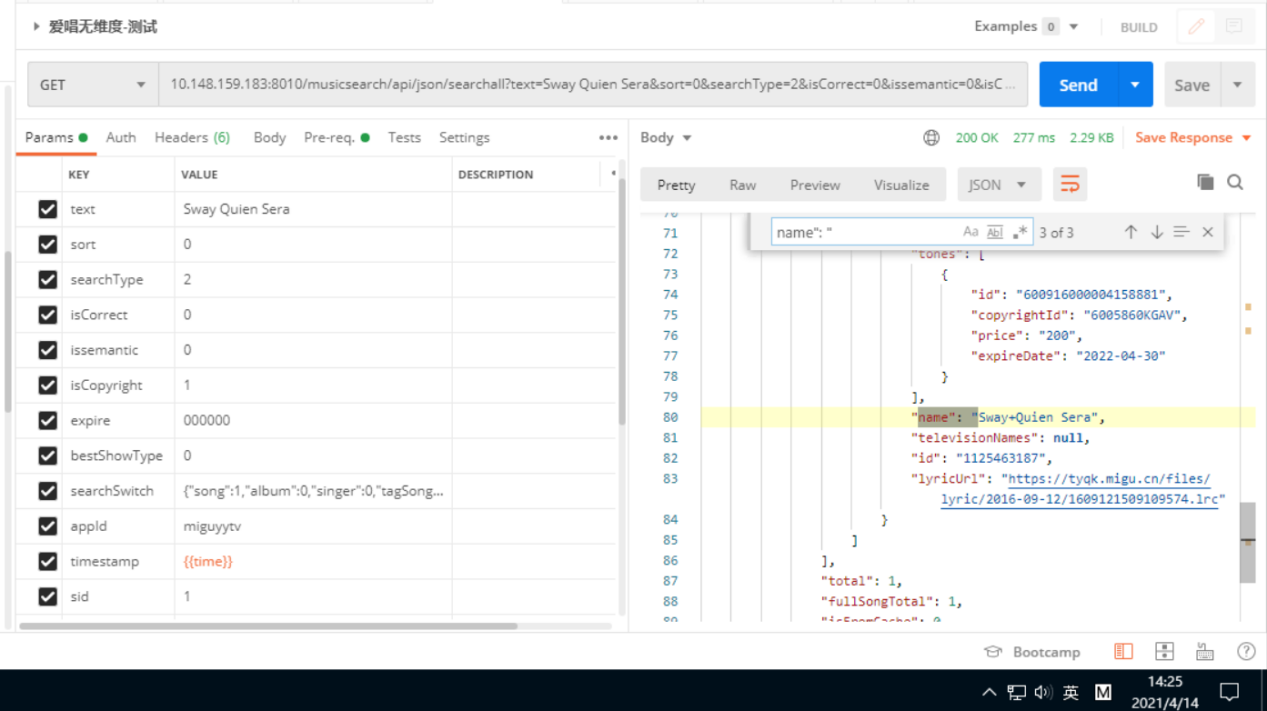 爱唱无维度-测试
Examples 0
BUILD
GET
10.148.159.183:8010/musicsearch/api/json/searchall?text=Sway Quien Sera&sort=0&searchType=2&isCorrect=0&issemantic=0&isC ...
Send
Save
Params
Auth
Headers (6)
Body
Pre-req.
Tests
Settings
KEY VALUE DESCRIPTION
text Sway Quien Sera
sort 0
searchType 2
isCorrect 0
issemantic 0
isCopyright 1
expire 000000
bestShowType 0
searchSwitch {"song":1,"album":0,"singer":0,"tagSong...
appId miguyytv
timestamp {{time}}
sid 1
Body
200 OK 277 ms 2.29 KB Save Response
Pretty Raw Preview Visualize JSON
name": " Aa Abl .* 3 of 3
70
71
72 "tones": [
73 {
74 "id": "600916000004158881",
75 "copyrightId": "6005860KGAV",
76 "price": "200",
77 "expireDate": "2022-04-30"
78 }
79 ],
80 "name": "Sway+Quien Sera",
81 "televisionNames": null,
82 "id": "1125463187",
83 "lyricUrl": "https://tyqk.migu.cn/files/
lyric/2016-09-12/1609121509109574.lrc"
84 }
85 ]
86 ],
87 "total": 1,
88 "fullSongTotal": 1,
89
Bootcamp
英 M
14:25
2021/4/14